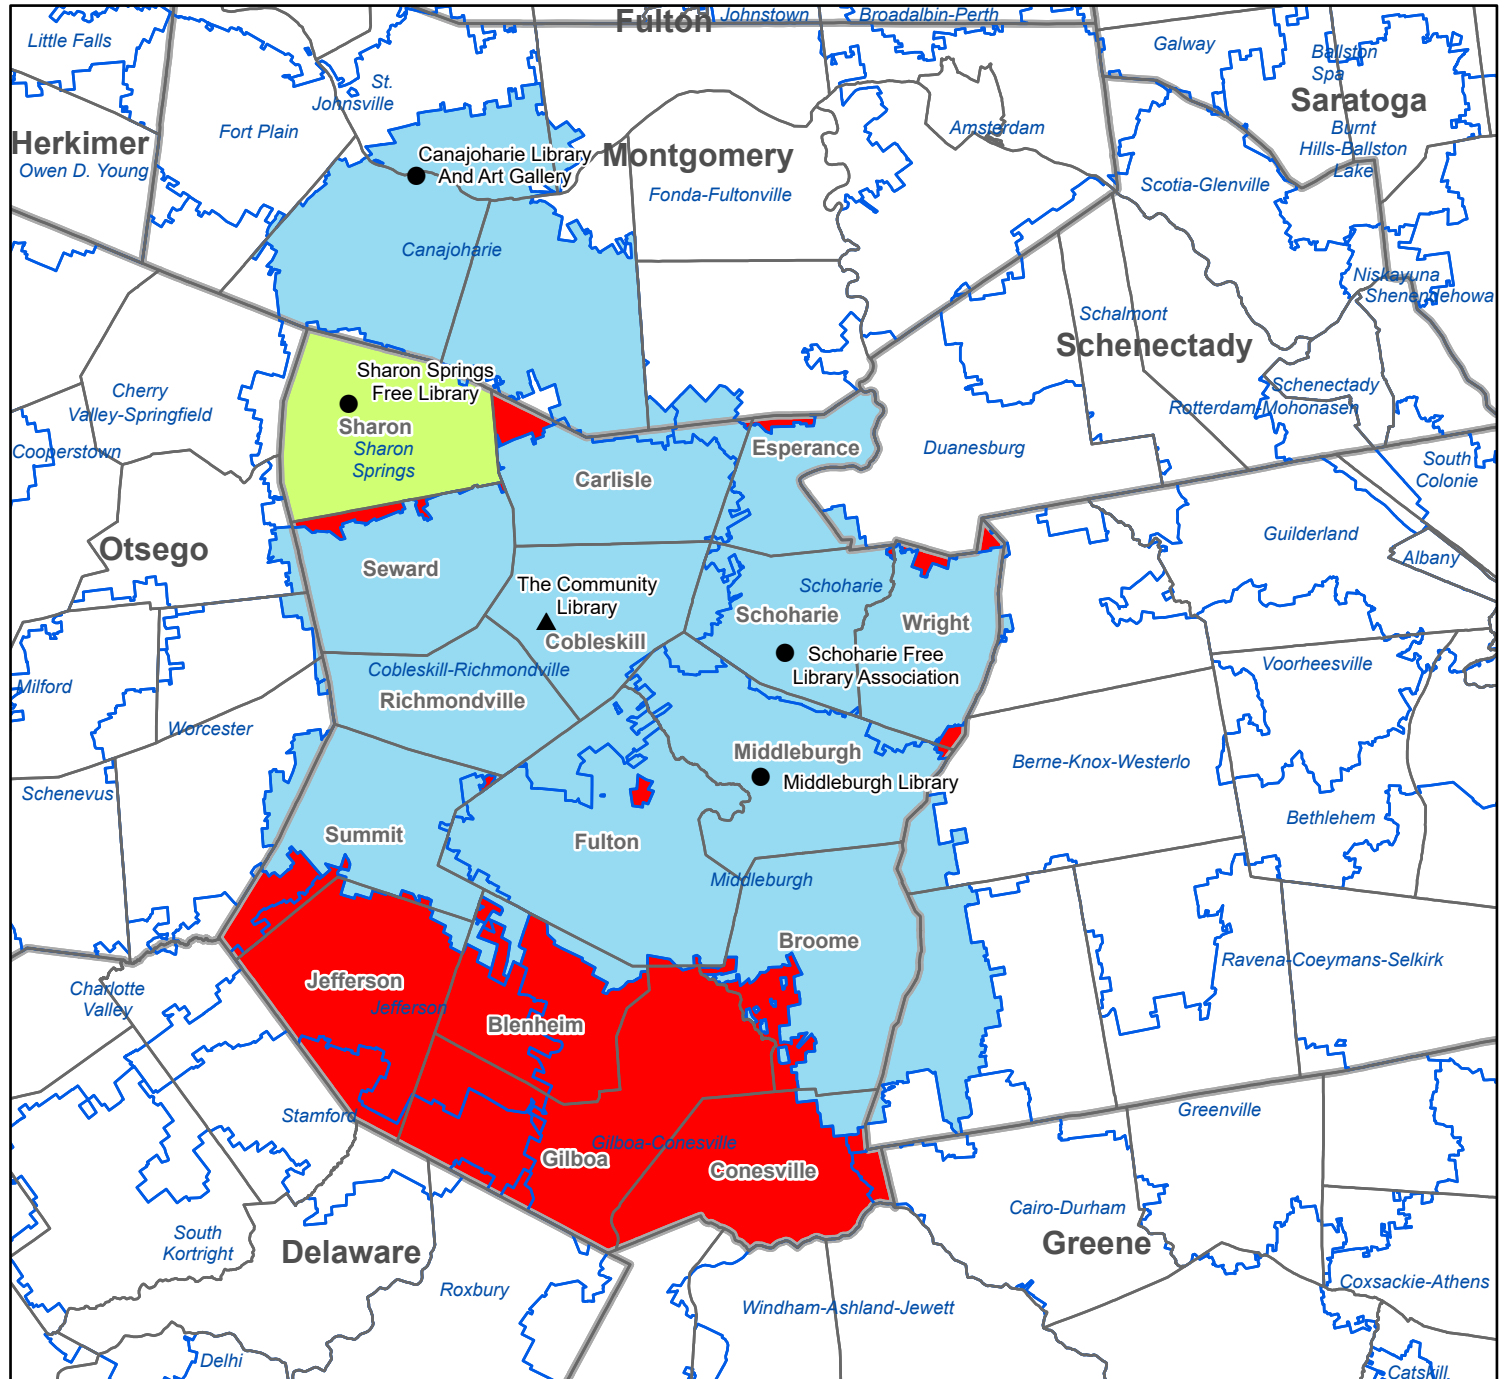 Fulton
Johnstown
Broadalbin-Perth
Little Falls
Galway
Ballston
Spa
St.
Johnsville
Saratoga
Herkimer
Fort Plain
Amsterdam
Burnt
Hills-Ballston
Lake
Owen D. Young
Canajoharie Library
And Art Gallery
Montgomery
Fonda-Fultonville
Scotia-Glenville
Canajoharie
Niskayuna
Shenendehowa
Schalmont
Schenectady
Sharon Springs
Free Library
Cherry
Valley-Springfield
Schenectady
Rotterdam-Mohonasen
Sharon
Sharon
Springs
Cooperstown
Esperance
Duanesburg
South
Colonie
Carlisle
Otsego
Guilderland
Albany
Seward
The Community
Library
Cobleskill
Schoharie
Schoharie
Wright
Schoharie Free
Library Association
Voorheesville
Cobleskill-Richmondville
Richmondville
Milford
Worcester
Middleburgh
Middleburgh Library
Berne-Knox-Westerlo
Schenevus
Bethlehem
Summit
Fulton
Middleburgh
Broome
Ravena-Coeymans-Selkirk
Charlotte
Valley
Jefferson
Jefferson
Blenheim
Stamford
Greenville
Gilboa-Conesville
Gilboa
Conesville
Cairo-Durham
South
Kortright
Delaware
Greene
Roxbury
Windham-Ashland-Jewett
Coxsackie-Athens
Delhi
Catskill